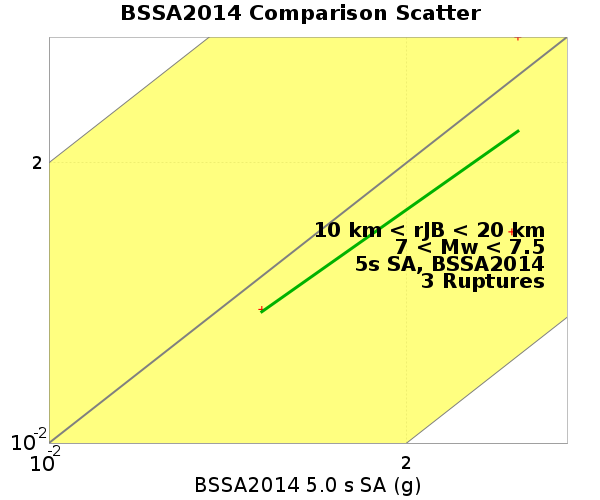 BSSA2014 Comparison Scatter
2
10 km < rJB < 20 km
7 < Mw < 7.5
5s SA, BSSA2014
3 Ruptures
10-2
10-2
2
BSSA2014 5.0 s SA (g)